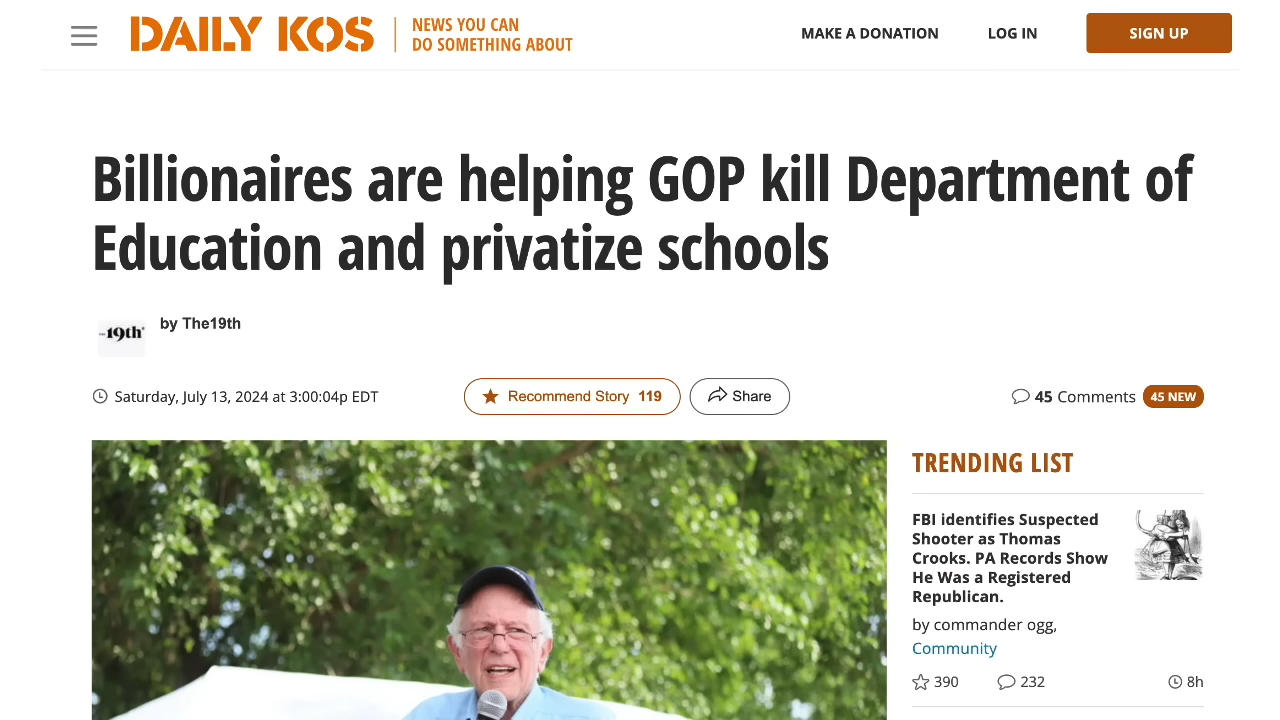 DAILY KOS
NEWS YOU CAN
DO SOMETHING ABOUT
MAKE A DONATION
LOG IN
SIGN UP
Billionaires are helping GOP kill Department of
Education and privatize schools
THE 19th*
by The19th
Saturday, July 13, 2024 at 3:00:04p EDT
Recommend Story 119
Share
45 Comments
45 NEW
TRENDING LIST
FBI identifies Suspected
Shooter as Thomas
Crooks. PA Records Show
He Was a Registered
Republican.
by commander ogg,
Community
390
232
8h